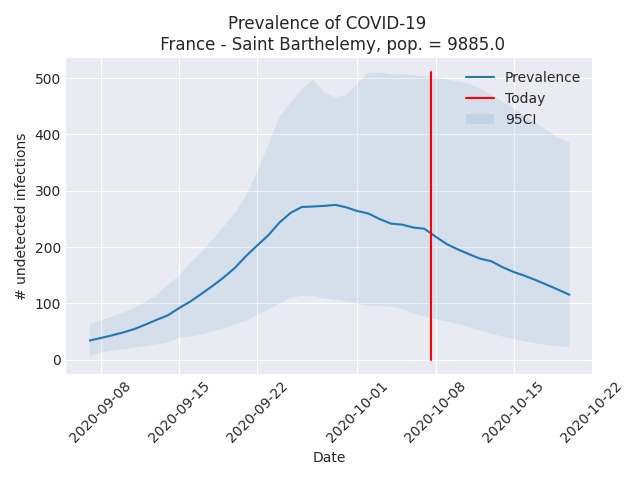 Prevalence of COVID-19
France - Saint Barthelemy, pop. = 9885.0
500
400
300
200
100
0
# undetected infections
Prevalence
Today
95CI
2020-09-08
2020-09-15
2020-09-22
2020-10-01
2020-10-08
2020-10-15
2020-10-22
Date